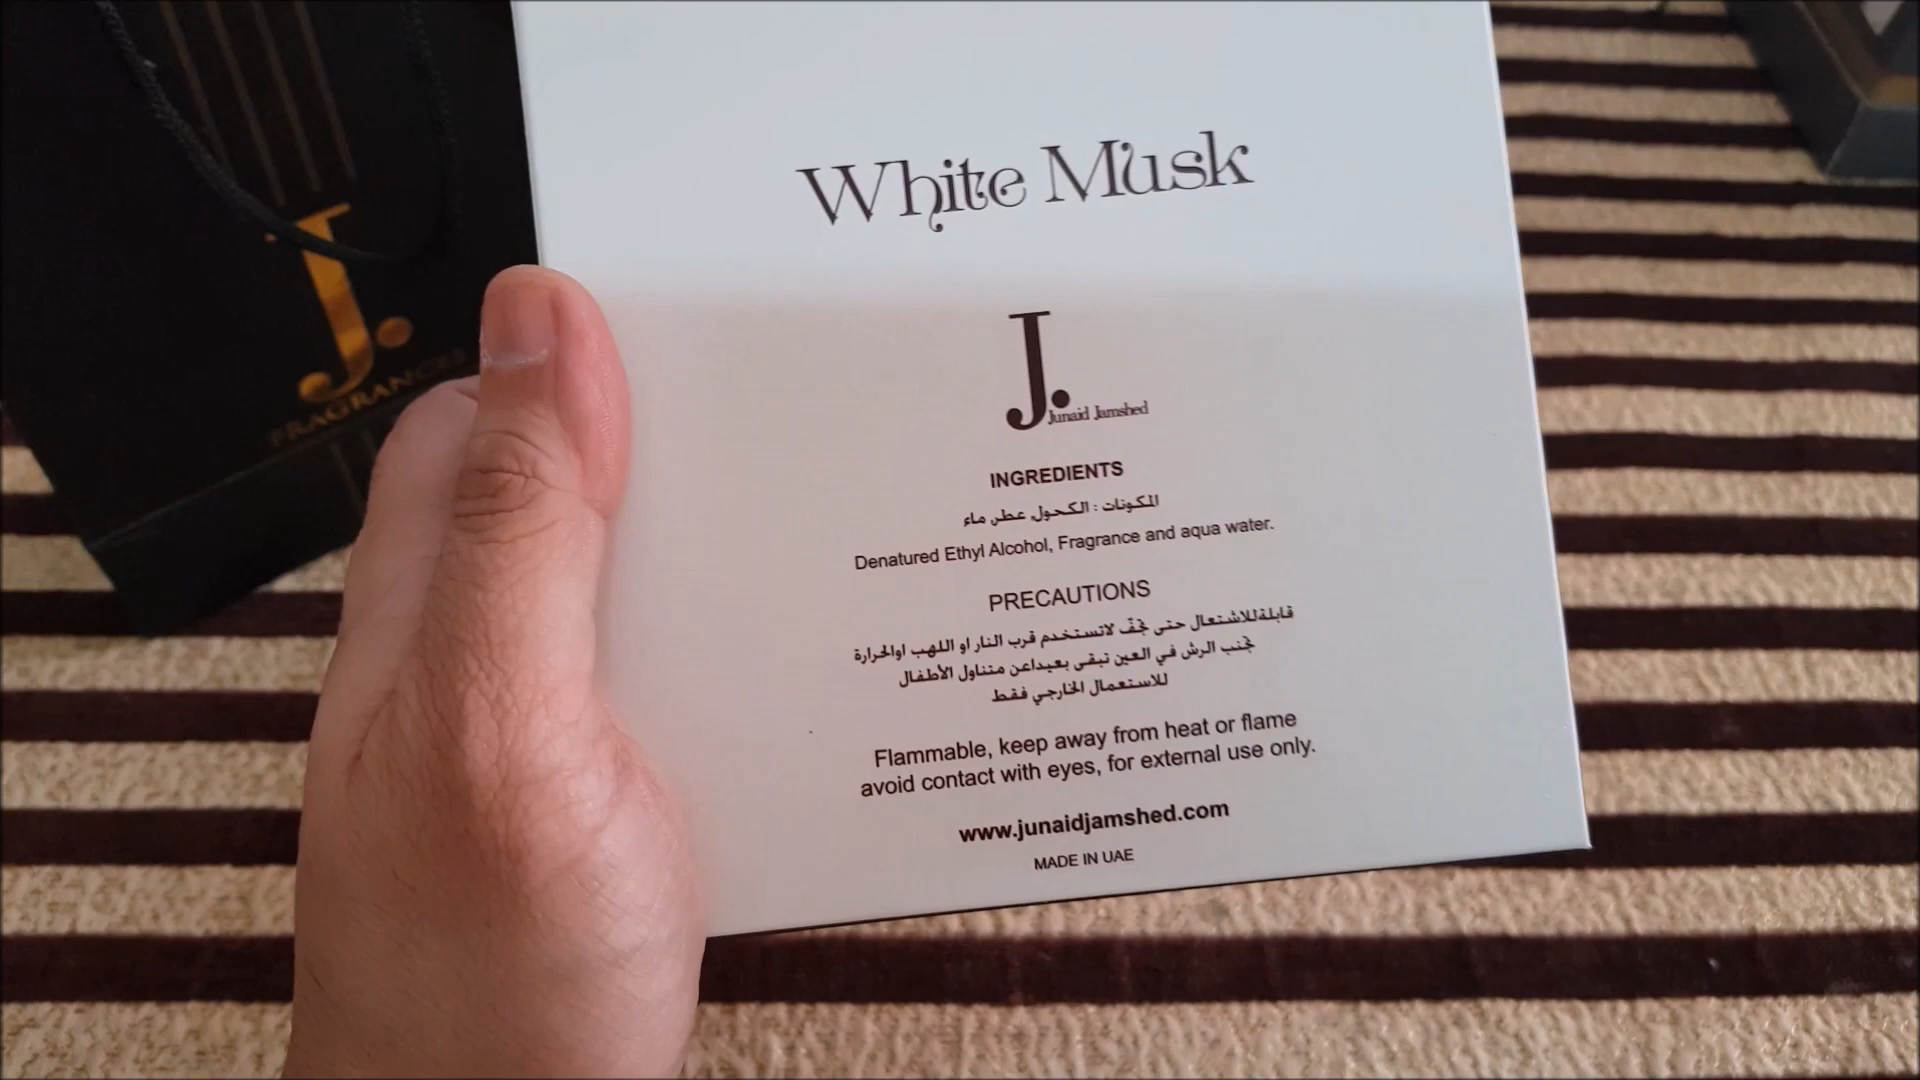 White Musk
J.
Junaid Jamshed
INGREDIENTS
المكونات : الكحول عطر ماء
Denatured Ethyl Alcohol, Fragrance and aqua water.
PRECAUTIONS
قابلة للاشتعال حتى تجفّ لاتستخدم قرب النار او اللهب اوالحرارة
تجنب الرش في العين تبقى بعيداعن متناول الأطفال
للاستعمال الخارجي فقط
Flammable, keep away from heat or flame
avoid contact with eyes, for external use only.
www.junaidjamshed.com
MADE IN UAE
J.
FRAGRANCES